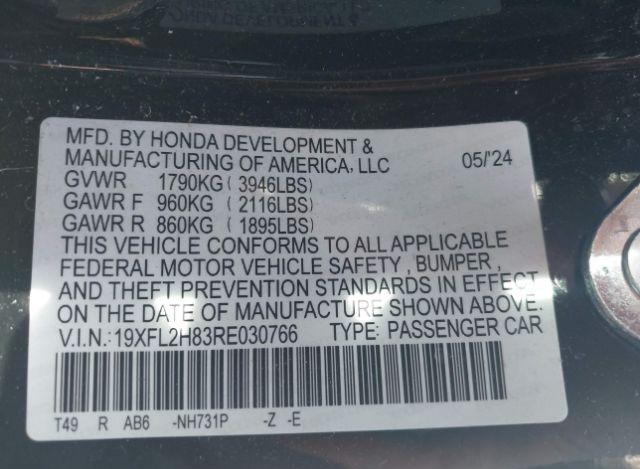 MFD. BY HONDA DEVELOPMENT &
MANUFACTURING OF AMERICA, LLC 05/'24
GVWR 1790KG ( 3946LBS)
GAWR F 960KG ( 2116LBS)
GAWR R 860KG ( 1895LBS)
THIS VEHICLE CONFORMS TO ALL APPLICABLE
FEDERAL MOTOR VEHICLE SAFETY , BUMPER ,
AND THEFT PREVENTION STANDARDS IN EFFECT
ON THE DATE OF MANUFACTURE SHOWN ABOVE.
V.I.N.:19XFL2H83RE030766 TYPE: PASSENGER CAR
T49 R AB6 -NH731P -Z -E